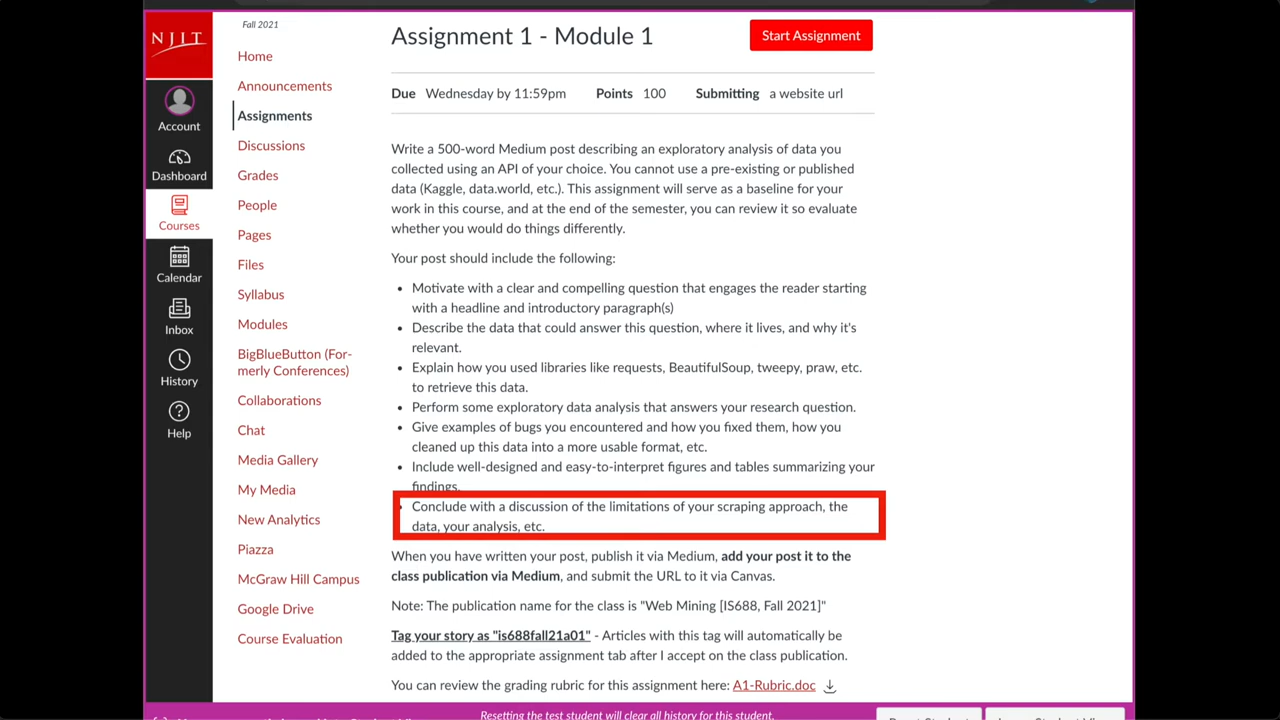 NJIT
Account
Dashboard
Courses
Calendar
Inbox
History
Help
Fall 2021
Home
Announcements
Assignments
Discussions
Grades
People
Pages
Files
Syllabus
Modules
BigBlueButton (For-
merly Conferences)
Collaborations
Chat
Media Gallery
My Media
New Analytics
Piazza
McGraw Hill Campus
Google Drive
Course Evaluation
Assignment 1 - Module 1
Start Assignment
Due Wednesday by 11:59pm Points 100 Submitting a website url
Write a 500-word Medium post describing an exploratory analysis of data you
collected using an API of your choice. You cannot use a pre-existing or published
data (Kaggle, data.world, etc.). This assignment will serve as a baseline for your
work in this course, and at the end of the semester, you can review it so evaluate
whether you would do things differently.
Your post should include the following:
• Motivate with a clear and compelling question that engages the reader starting
with a headline and introductory paragraph(s)
• Describe the data that could answer this question, where it lives, and why it's
relevant.
• Explain how you used libraries like requests, BeautifulSoup, tweepy, praw, etc.
to retrieve this data.
• Perform some exploratory data analysis that answers your research question.
• Give examples of bugs you encountered and how you fixed them, how you
cleaned up this data into a more usable format, etc.
• Include well-designed and easy-to-interpret figures and tables summarizing your
findings.
• Conclude with a discussion of the limitations of your scraping approach, the
data, your analysis, etc.
When you have written your post, publish it via Medium, add your post it to the
class publication via Medium, and submit the URL to it via Canvas.
Note: The publication name for the class is "Web Mining [IS688, Fall 2021]"
Tag your story as "is688fall21a01" - Articles with this tag will automatically be
added to the appropriate assignment tab after I accept on the class publication.
You can review the grading rubric for this assignment here: A1-Rubric.doc
Resetting the test student will clear all history for this student.